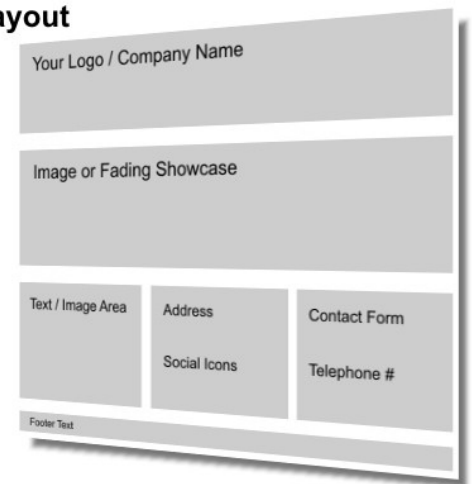 ayout
Your Logo / Company Name
Image or Fading Showcase
Text / Image Area
Address
Social Icons
Contact Form
Telephone #
Footer Text